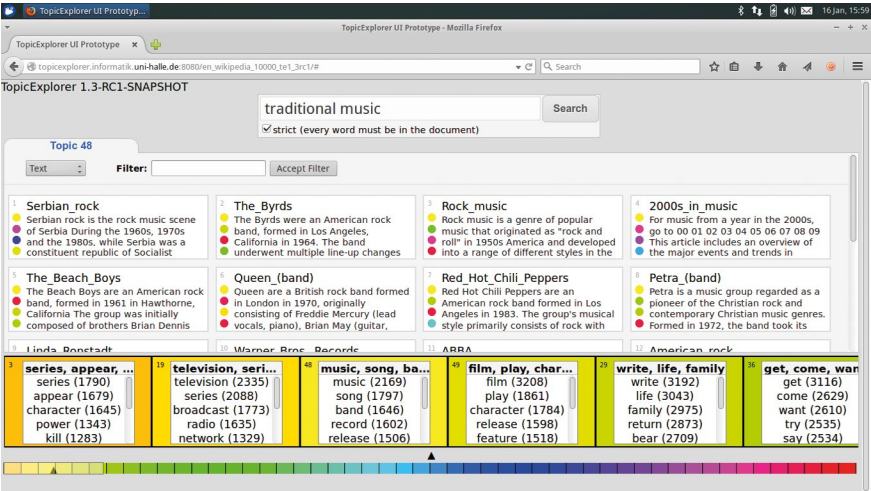 TopicExplorer UI Prototyp...
16 Jan, 15:59
TopicExplorer UI Prototype - Mozilla Firefox
TopicExplorer UI Prototype
topicexplorer.informatik.uni-halle.de:8080/en_wikipedia_10000_te1_3rc1/#
Search
TopicExplorer 1.3-RC1-SNAPSHOT
traditional music
Search
strict (every word must be in the document)
Topic 48
Text
Filter:
Accept Filter
1 Serbian_rock
Serbian rock is the rock music scene
of Serbia During the 1960s, 1970s
and the 1980s, while Serbia was a
constituent republic of Socialist
2 The_Byrds
The Byrds were an American rock
band, formed in Los Angeles,
California in 1964. The band
underwent multiple line-up changes
3 Rock_music
Rock music is a genre of popular
music that originated as "rock and
roll" in 1950s America and developed
into a range of different styles in the
4 2000s_in_music
For music from a year in the 2000s,
go to 00 01 02 03 04 05 06 07 08 09
This article includes an overview of
the major events and trends in
5 The_Beach_Boys
The Beach Boys are an American rock
band, formed in 1961 in Hawthorne,
California The group was initially
composed of brothers Brian Dennis
6 Queen_(band)
Queen are a British rock band formed
in London in 1970, originally
consisting of Freddie Mercury (lead
vocals, piano), Brian May (guitar,
7 Red_Hot_Chili_Peppers
Red Hot Chili Peppers are an
American rock band formed in Los
Angeles in 1983. The group's musical
style primarily consists of rock with
8 Petra_(band)
Petra is a music group regarded as a
pioneer of the Christian rock and
contemporary Christian music genres.
Formed in 1972, the band took its
9 Linda_Ronstadt
10 Warner_Bros._Records
11 ABBA
12 American_rock
3 series, appear, ...
series (1790)
appear (1679)
character (1645)
power (1343)
kill (1283)
19 television, seri...
television (2335)
series (2088)
broadcast (1773)
radio (1635)
network (1329)
48 music, song, ba...
music (2169)
song (1797)
band (1646)
record (1602)
release (1506)
49 film, play, char...
film (3208)
play (1861)
character (1784)
release (1598)
feature (1518)
29 write, life, family
write (3192)
life (3043)
family (2975)
return (2873)
bear (2709)
36 get, come, wan
get (3116)
come (2629)
want (2610)
try (2535)
say (2534)